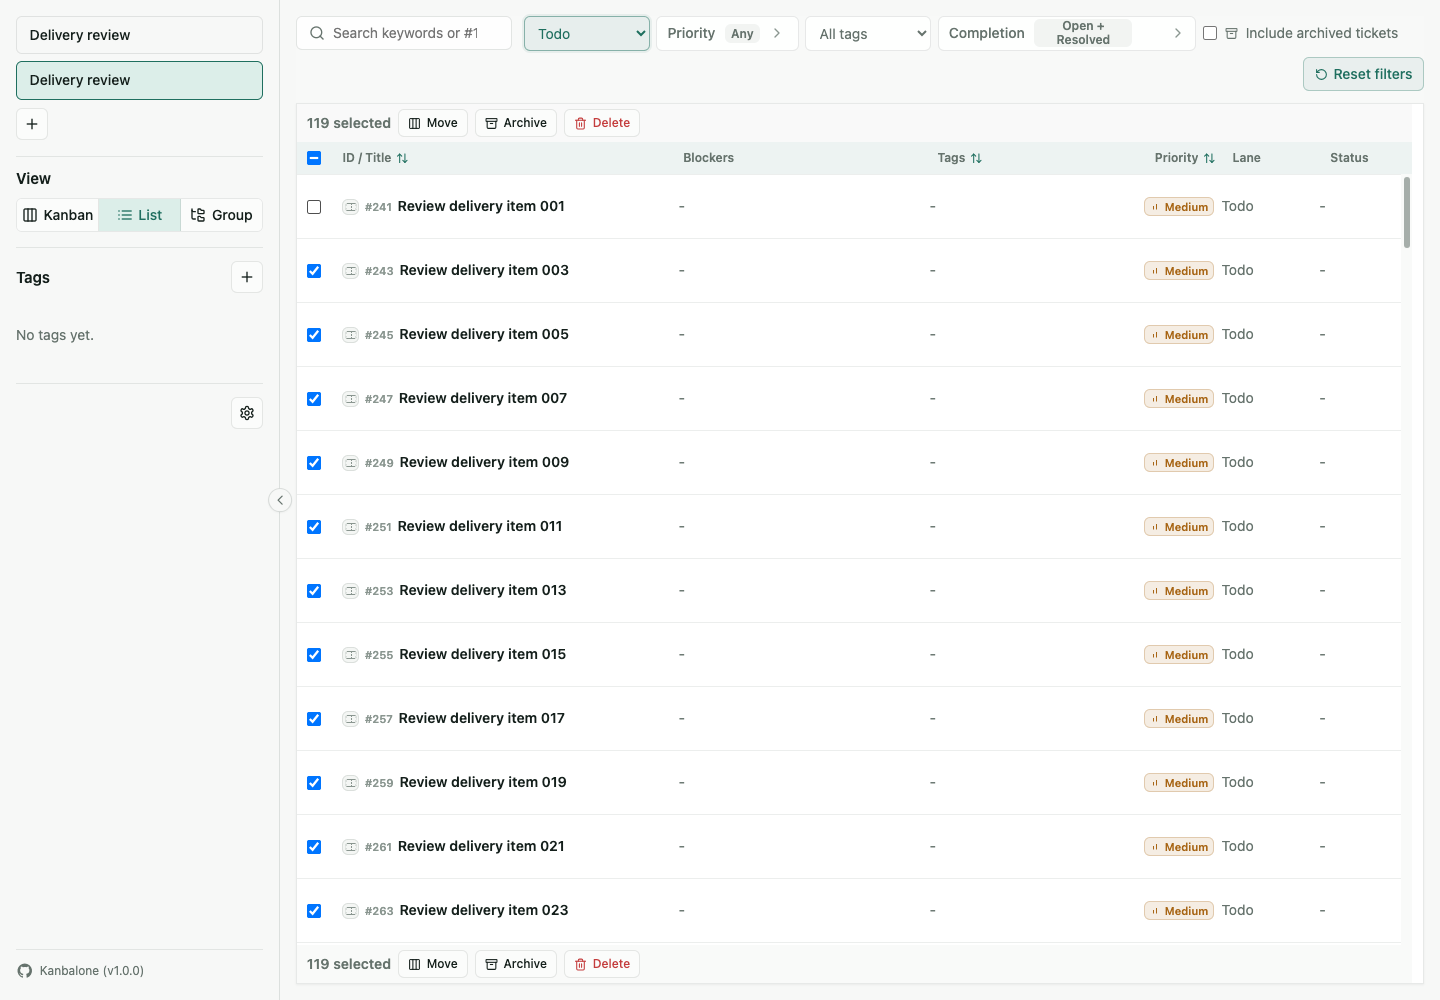 Delivery review
Delivery review
View
Kanban List Group
Tags
No tags yet.
Kanbalone (v1.0.0)
Search keywords or #1 Todo Priority Any All tags Completion Open + Resolved Include archived tickets
Reset filters
119 selected Move Archive Delete
ID / Title Blockers Tags Priority Lane Status
#241 Review delivery item 001 - - Medium Todo -
#243 Review delivery item 003 - - Medium Todo -
#245 Review delivery item 005 - - Medium Todo -
#247 Review delivery item 007 - - Medium Todo -
#249 Review delivery item 009 - - Medium Todo -
#251 Review delivery item 011 - - Medium Todo -
#253 Review delivery item 013 - - Medium Todo -
#255 Review delivery item 015 - - Medium Todo -
#257 Review delivery item 017 - - Medium Todo -
#259 Review delivery item 019 - - Medium Todo -
#261 Review delivery item 021 - - Medium Todo -
#263 Review delivery item 023 - - Medium Todo -
119 selected Move Archive Delete